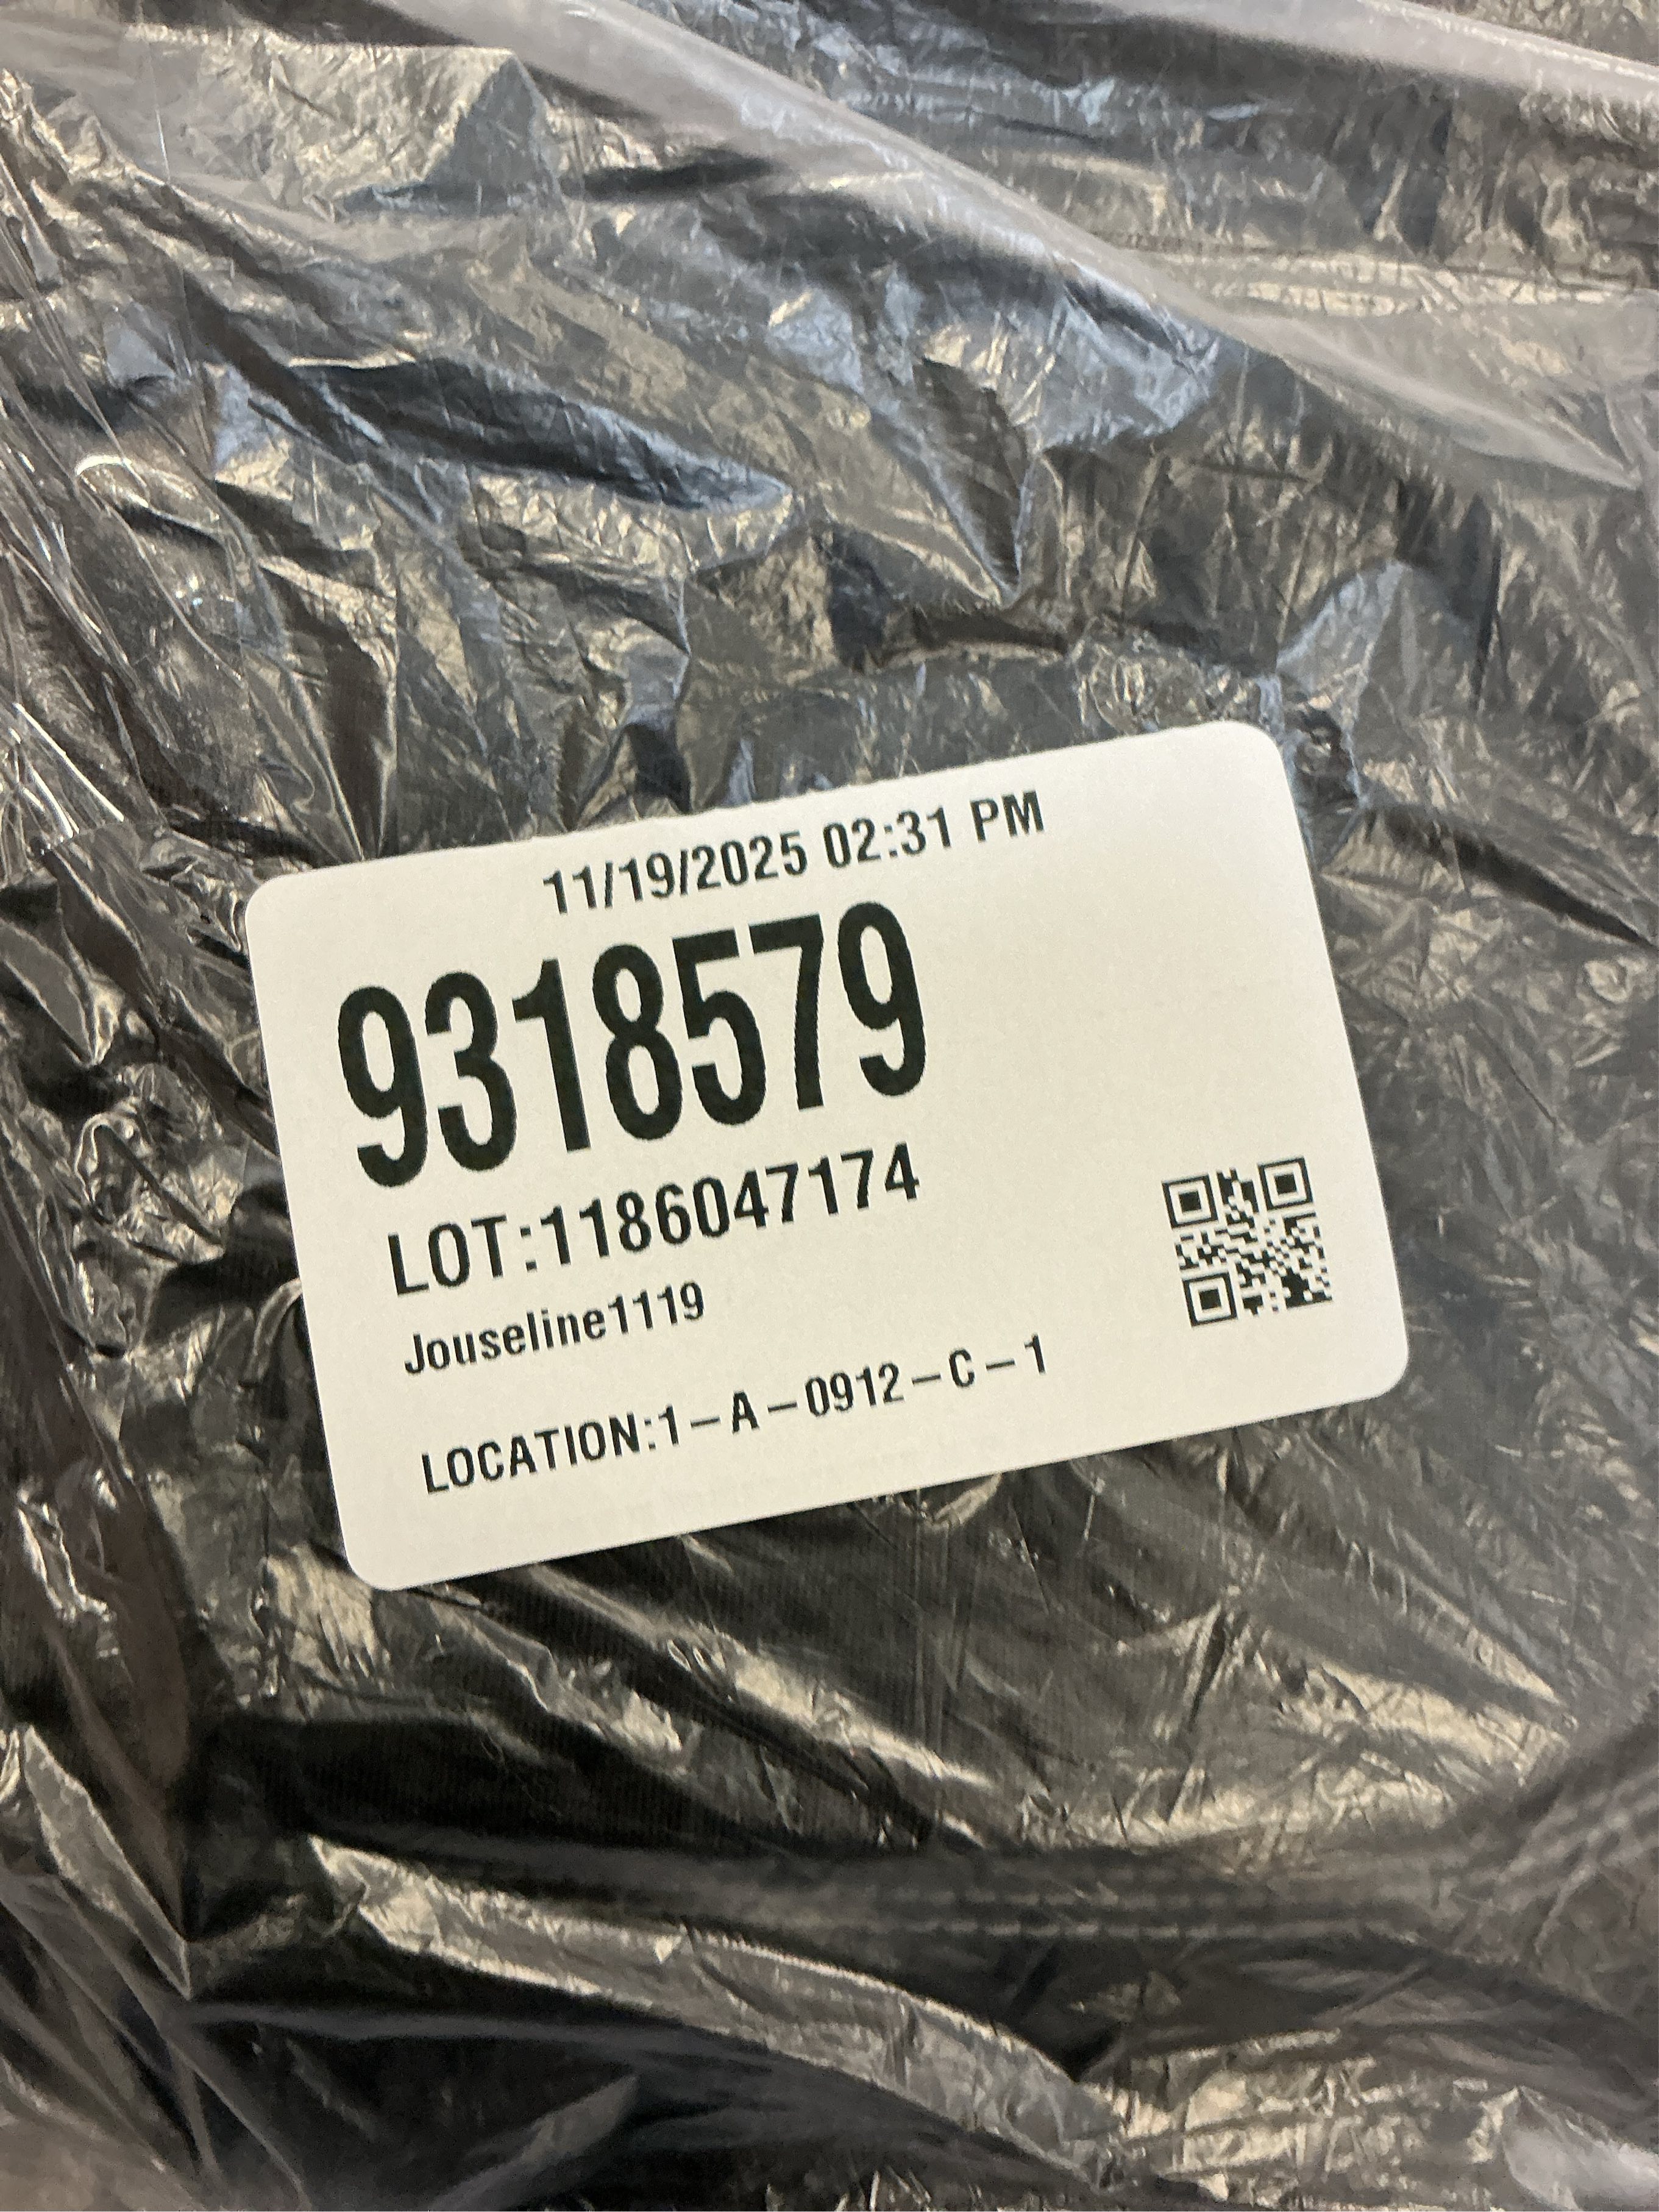 11/19/2025 02:31 PM
9318579
LOT:1186047174
Jouseline1119
LOCATION:1-A-0912-C-1